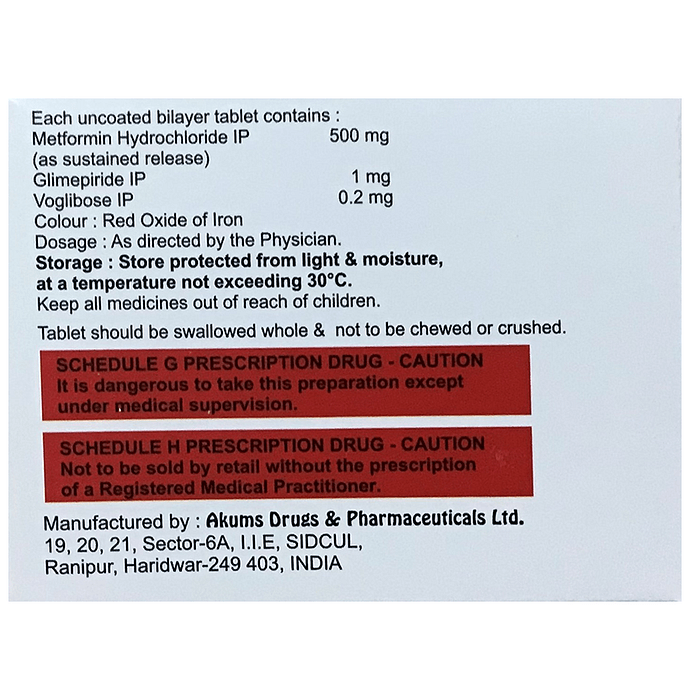 Each uncoated bilayer tablet contains :
Metformin Hydrochloride IP 500 mg
(as sustained release)
Glimepiride IP 1 mg
Voglibose IP 0.2 mg
Colour : Red Oxide of Iron
Dosage : As directed by the Physician.
Storage : Store protected from light & moisture,
at a temperature not exceeding 30°C.
Keep all medicines out of reach of children.
Tablet should be swallowed whole & not to be chewed or crushed.
SCHEDULE G PRESCRIPTION DRUG - CAUTION
It is dangerous to take this preparation except
under medical supervision.
SCHEDULE H PRESCRIPTION DRUG - CAUTION
Not to be sold by retail without the prescription
of a Registered Medical Practitioner.
Manufactured by : Akums Drugs & Pharmaceuticals Ltd.
19, 20, 21, Sector-6A, I.I.E, SIDCUL,
Ranipur, Haridwar-249 403, INDIA